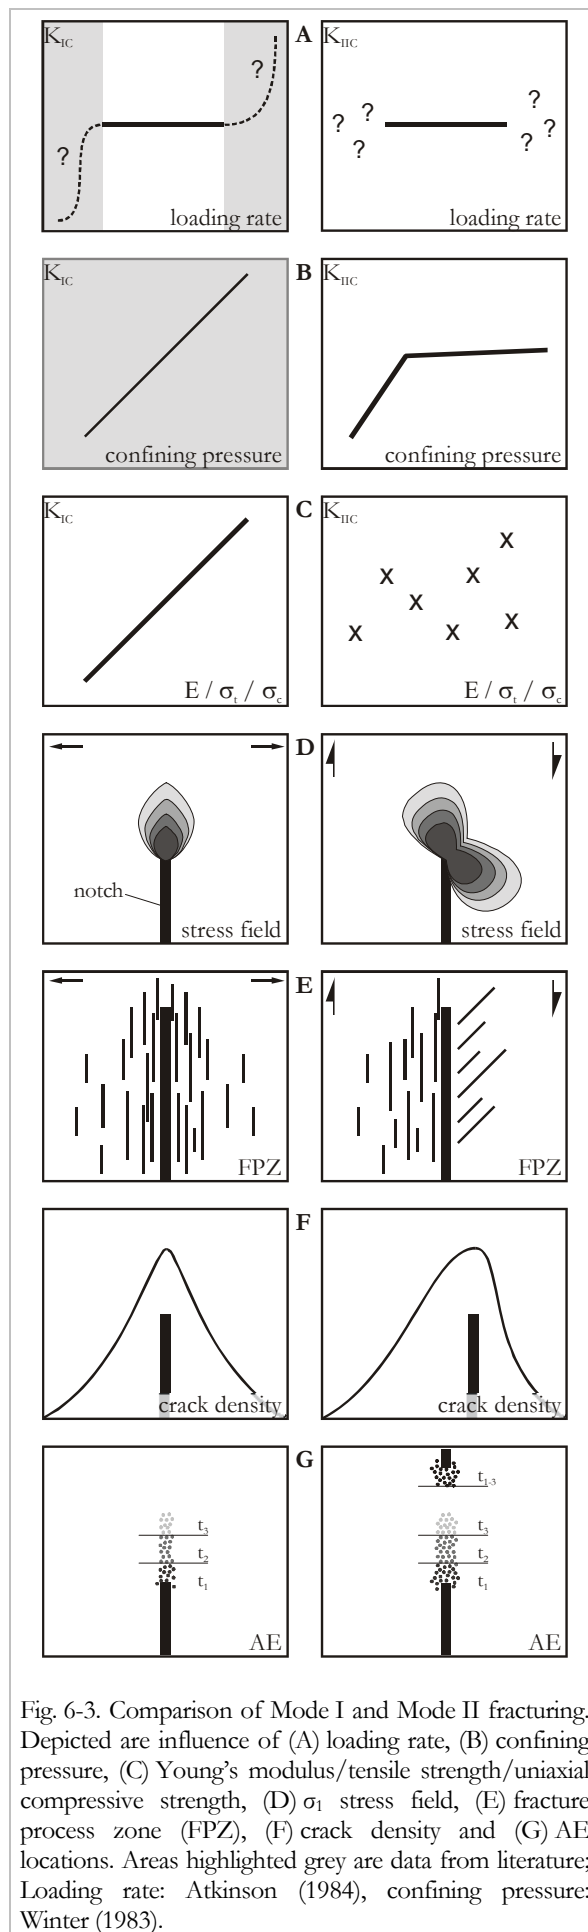 K_IC A K_IIC
? ? ? ? ? ? ? ?
loading rate loading rate
K_IC B K_IIC
confining pressure confining pressure
K_IC C K_IIC
x x x x x x x
E / σ_t / σ_c E / σ_t / σ_c
D
notch
stress field stress field
E
FPZ FPZ
F
crack density crack density
G
t_1-3
t_3 t_3
t_2 t_2
t_1 t_1
AE AE
Fig. 6-3. Comparison of Mode I and Mode II fracturing.
Depicted are influence of (A) loading rate, (B) confining
pressure, (C) Young's modulus/tensile strength/uniaxial
compressive strength, (D) σ₁ stress field, (E) fracture
process zone (FPZ), (F) crack density and (G) AE
locations. Areas highlighted grey are data from literature;
Loading rate: Atkinson (1984), confining pressure:
Winter (1983).